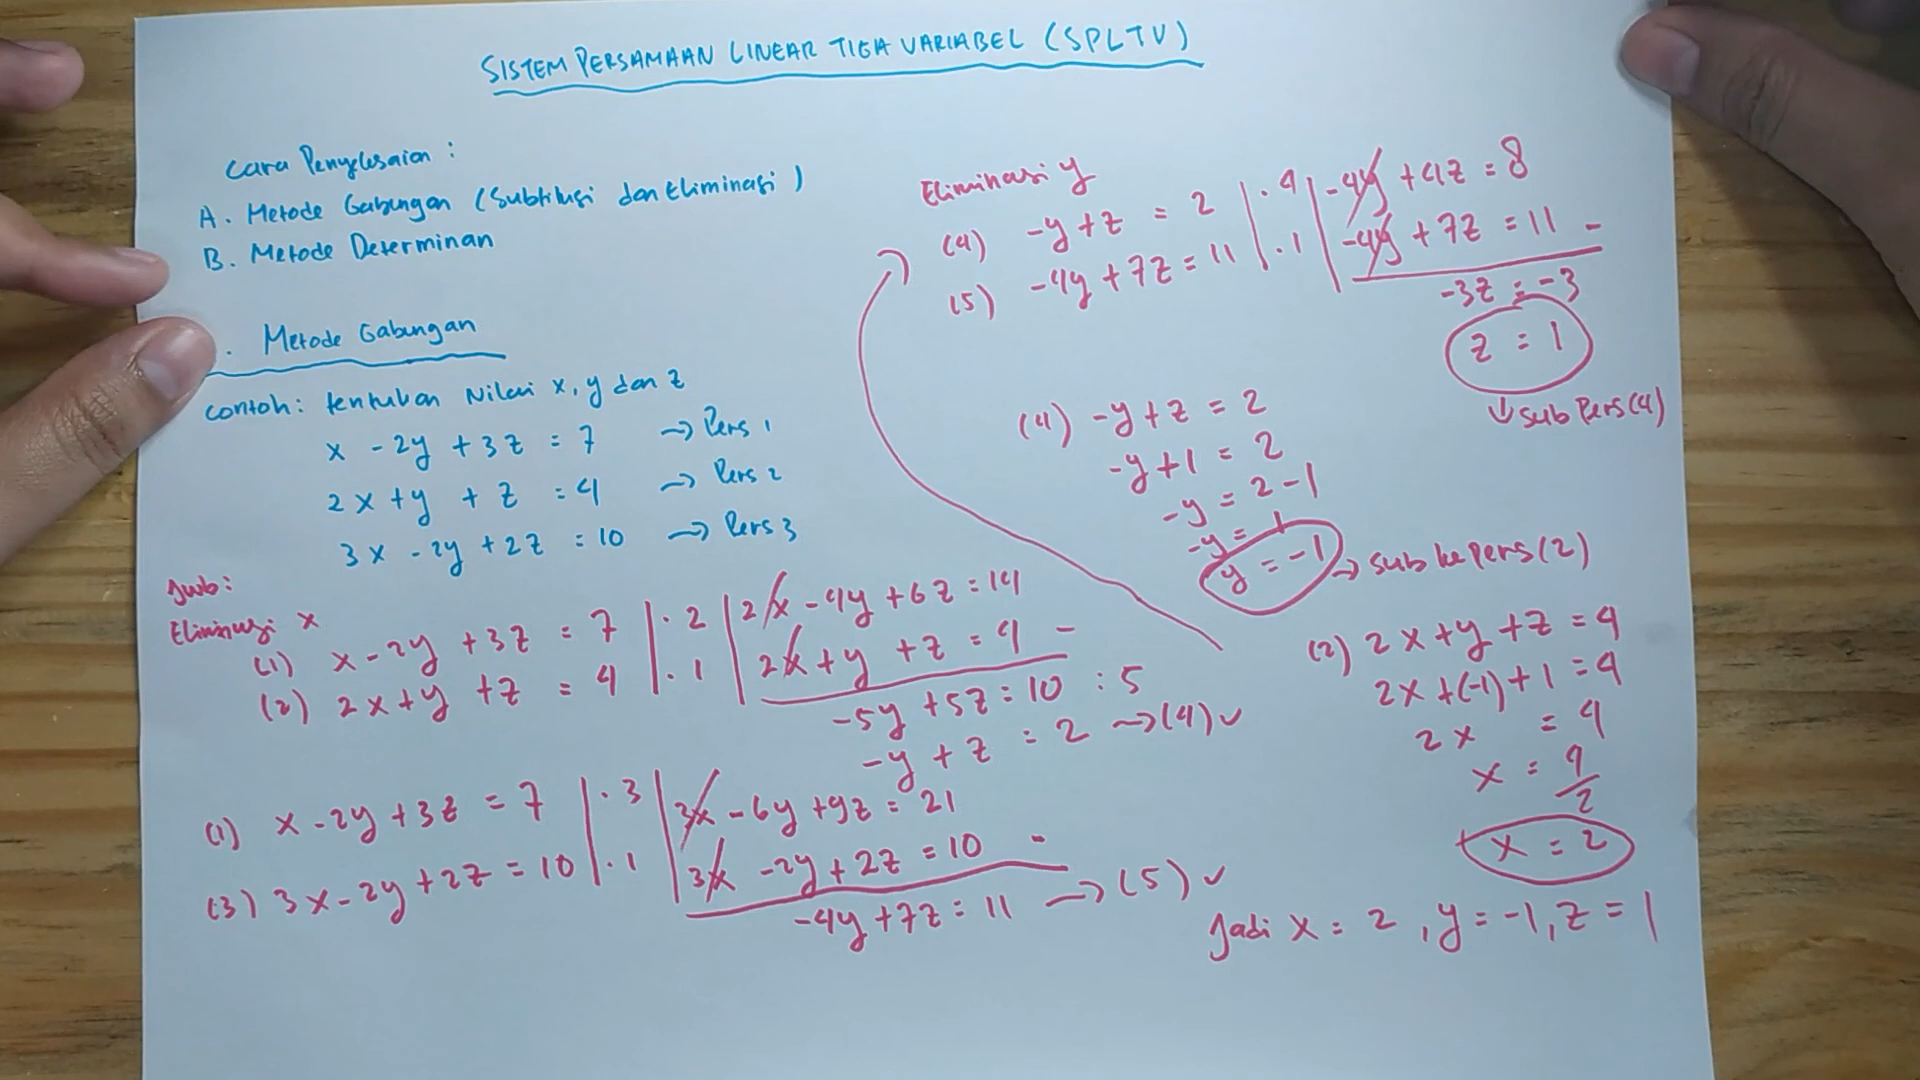 SISTEM PERSAMAAN LINEAR TIGA VARIABEL (SPLTV)
Cara Penyelesaian :
A. Metode Gabungan (Subtitusi dan Eliminasi)
B. Metode Determinan
. Metode Gabungan
Contoh: tentukan Nilai x, y dan z
x - 2y + 3z = 7 → Pers 1
2x + y + z = 4 → Pers 2
3x - 2y + 2z = 10 → Pers 3
Jwb:
Eliminasi x
(1) x - 2y + 3z = 7 | . 2 | 2x - 4y + 6z = 14
(2) 2x + y + z = 4 | . 1 | 2x + y + z = 4 -
-5y + 5z = 10 : 5
-y + z = 2 → (4) ✓
(1) x - 2y + 3z = 7 | . 3 | 3x - 6y + 9z = 21
(3) 3x - 2y + 2z = 10 | . 1 | 3x - 2y + 2z = 10 -
-4y + 7z = 11 → (5) ✓
Eliminasi y
(4) -y + z = 2 | . 4 | -4y + 4z = 8
(5) -4y + 7z = 11 | . 1 | -4y + 7z = 11 -
-3z = -3
z = 1
↓ sub Pers (4)
(4) -y + z = 2
-y + 1 = 2
-y = 2 - 1
-y = 1
y = -1 → sub ke pers (2)
(2) 2x + y + z = 4
2x + (-1) + 1 = 4
2x = 4
x = 4/2
x = 2
Jadi x = 2 , y = -1, z = 1